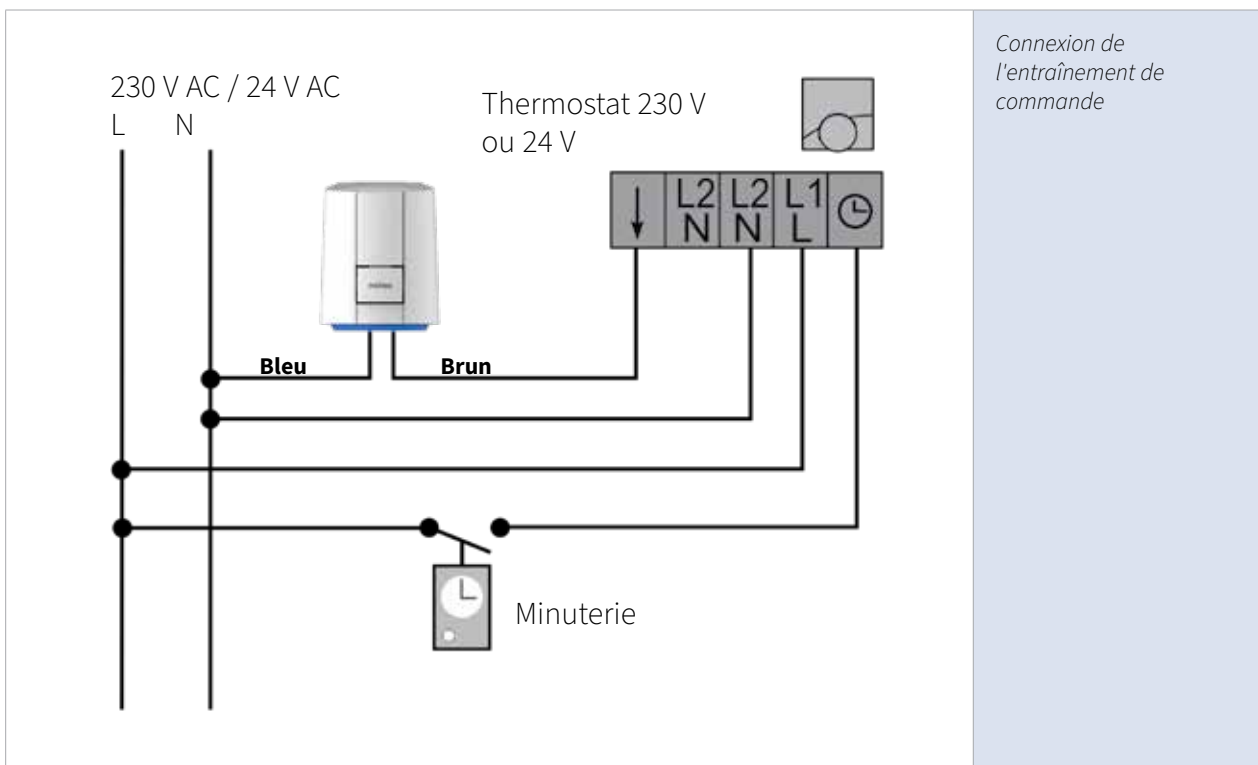 230 V AC / 24 V AC
L N
Thermostat 230 V
ou 24 V
L2 L2 L1
N N L
Bleu
Brun
Minuterie
Connexion de
l'entraînement de
commande